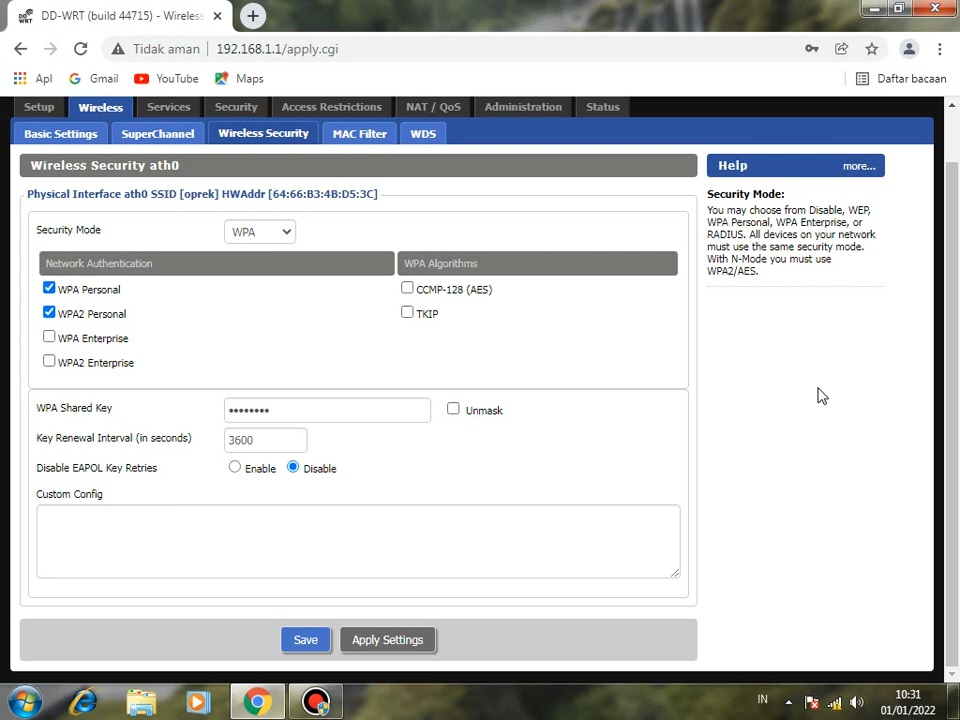 DD-WRT (build 44715) - Wireless
Tidak aman 192.168.1.1/apply.cgi
Apl Gmail YouTube Maps Daftar bacaan
Setup Wireless Services Security Access Restrictions NAT / QoS Administration Status
Basic Settings SuperChannel Wireless Security MAC Filter WDS
Wireless Security ath0
Physical Interface ath0 SSID [oprek] HWAddr [64:66:B3:4B:D5:3C]
Security Mode WPA
Network Authentication WPA Algorithms
WPA Personal CCMP-128 (AES)
WPA2 Personal TKIP
WPA Enterprise
WPA2 Enterprise
WPA Shared Key •••••••• Unmask
Key Renewal Interval (in seconds) 3600
Disable EAPOL Key Retries Enable Disable
Custom Config
Save Apply Settings
Help more...
Security Mode:
You may choose from Disable, WEP,
WPA Personal, WPA Enterprise, or
RADIUS. All devices on your network
must use the same security mode.
With N-Mode you must use
WPA2/AES.
IN 10:31
01/01/2022